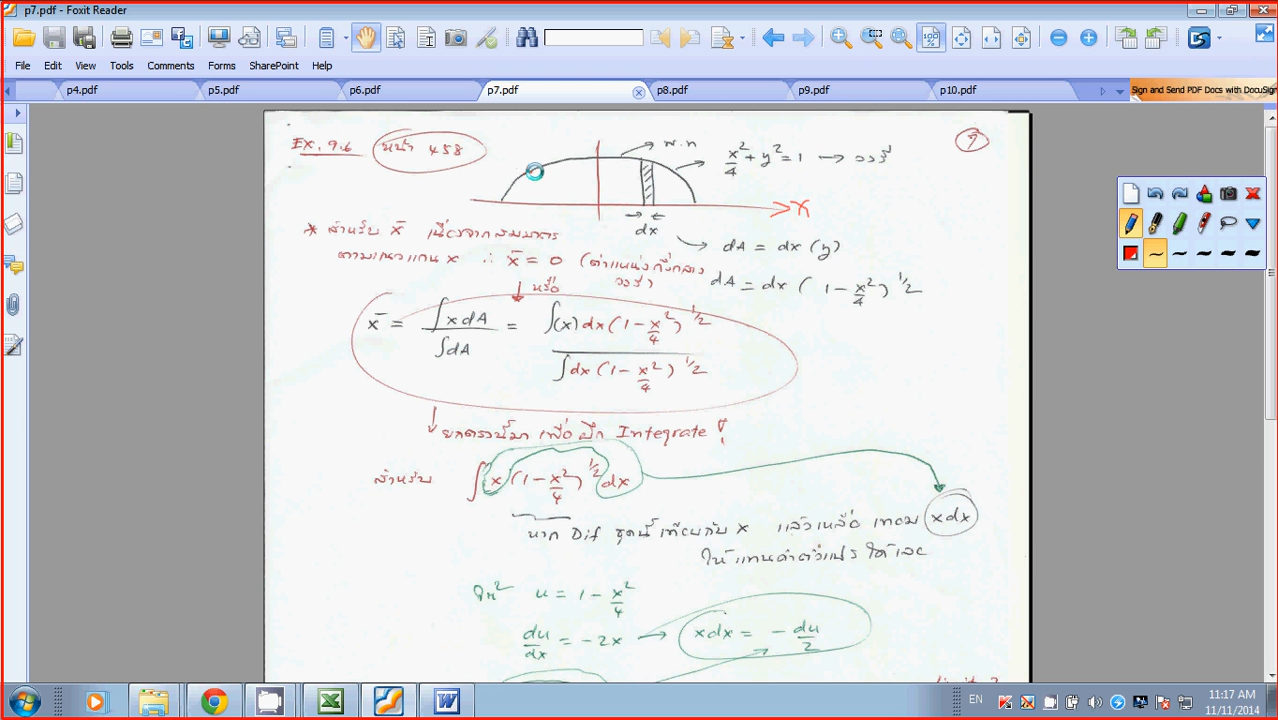 p7.pdf - Foxit Reader
File Edit View Tools Comments Forms SharePoint Help
p4.pdf p5.pdf p6.pdf p7.pdf p8.pdf p9.pdf p10.pdf Sign and Send PDF Docs with DocuSign
Ex. 9.6 หน้า 458
x²/4 + y² = 1 → วงรี
7
X
dx
dA = dx (y)
* สำหรับ x̄ เนื่องจากสมมาตร
ตามแนวแกน x ∴ x̄ = 0 (ตำแหน่งกึ่งกลาง
วงรี)
dA = dx (1 - x²/4)^1/2
หรือ
x̄ = ∫x dA / ∫dA = ∫(x) dx (1 - x²/4)^1/2 / ∫dx (1 - x²/4)^1/2
ยกตรงนี้มา เพื่อฝึก Integrate !
สำหรับ ∫ x (1 - x²/4)^1/2 dx
หาก Dif ชุดนี้เทียบกับ x แล้วเหลือ เทอม xdx
ให้แทนค่าตัวแปร ได้เลย
u = 1 - x²/4
du/dx = -2x → xdx = - du/2
EN 11:17 AM
11/11/2014